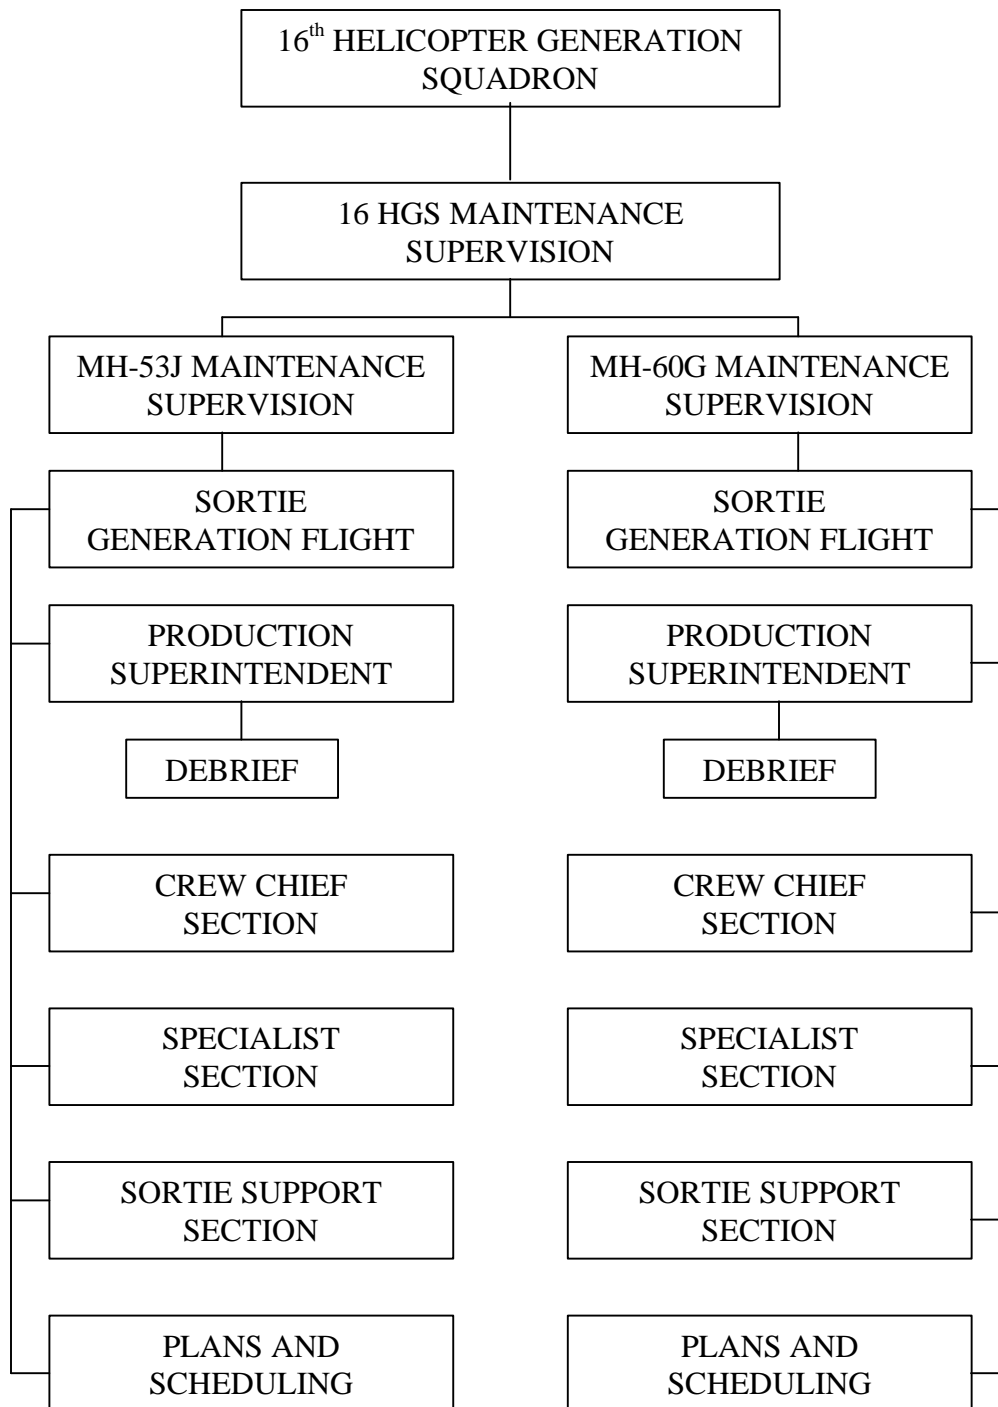 16th HELICOPTER GENERATION
SQUADRON
16 HGS MAINTENANCE
SUPERVISION
MH-53J MAINTENANCE
SUPERVISION
MH-60G MAINTENANCE
SUPERVISION
SORTIE
GENERATION FLIGHT
SORTIE
GENERATION FLIGHT
PRODUCTION
SUPERINTENDENT
PRODUCTION
SUPERINTENDENT
DEBRIEF
DEBRIEF
CREW CHIEF
SECTION
CREW CHIEF
SECTION
SPECIALIST
SECTION
SPECIALIST
SECTION
SORTIE SUPPORT
SECTION
SORTIE SUPPORT
SECTION
PLANS AND
SCHEDULING
PLANS AND
SCHEDULING